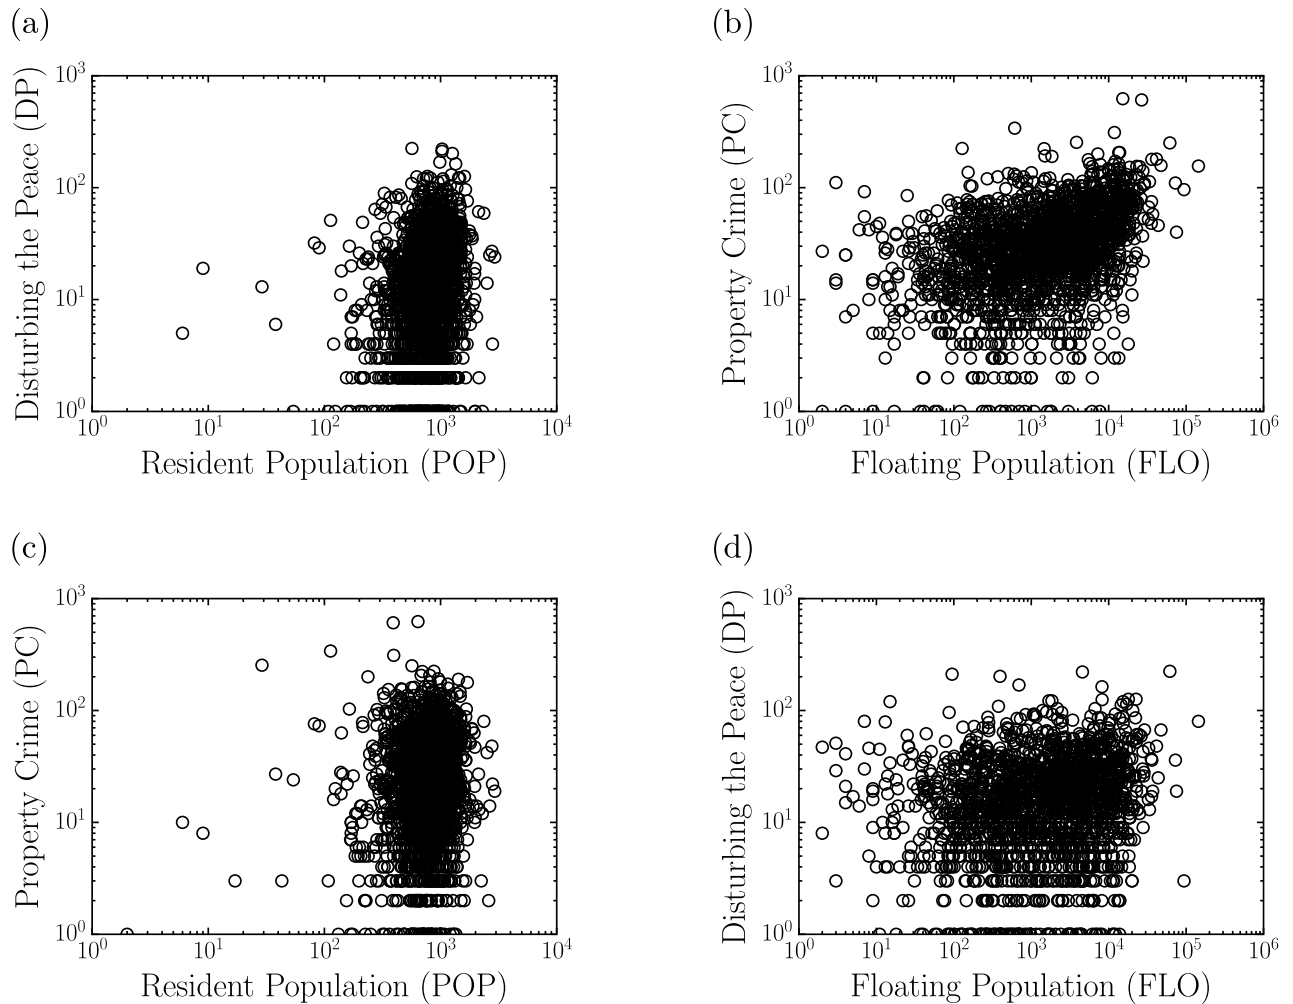 (a)
Disturbing the Peace (DP)
10^3
10^2
10^1
10^0
10^0 10^1 10^2 10^3 10^4
Resident Population (POP)
(b)
Property Crime (PC)
10^3
10^2
10^1
10^0
10^0 10^1 10^2 10^3 10^4 10^5 10^6
Floating Population (FLO)
(c)
Property Crime (PC)
10^3
10^2
10^1
10^0
10^0 10^1 10^2 10^3 10^4
Resident Population (POP)
(d)
Disturbing the Peace (DP)
10^3
10^2
10^1
10^0
10^0 10^1 10^2 10^3 10^4 10^5 10^6
Floating Population (FLO)